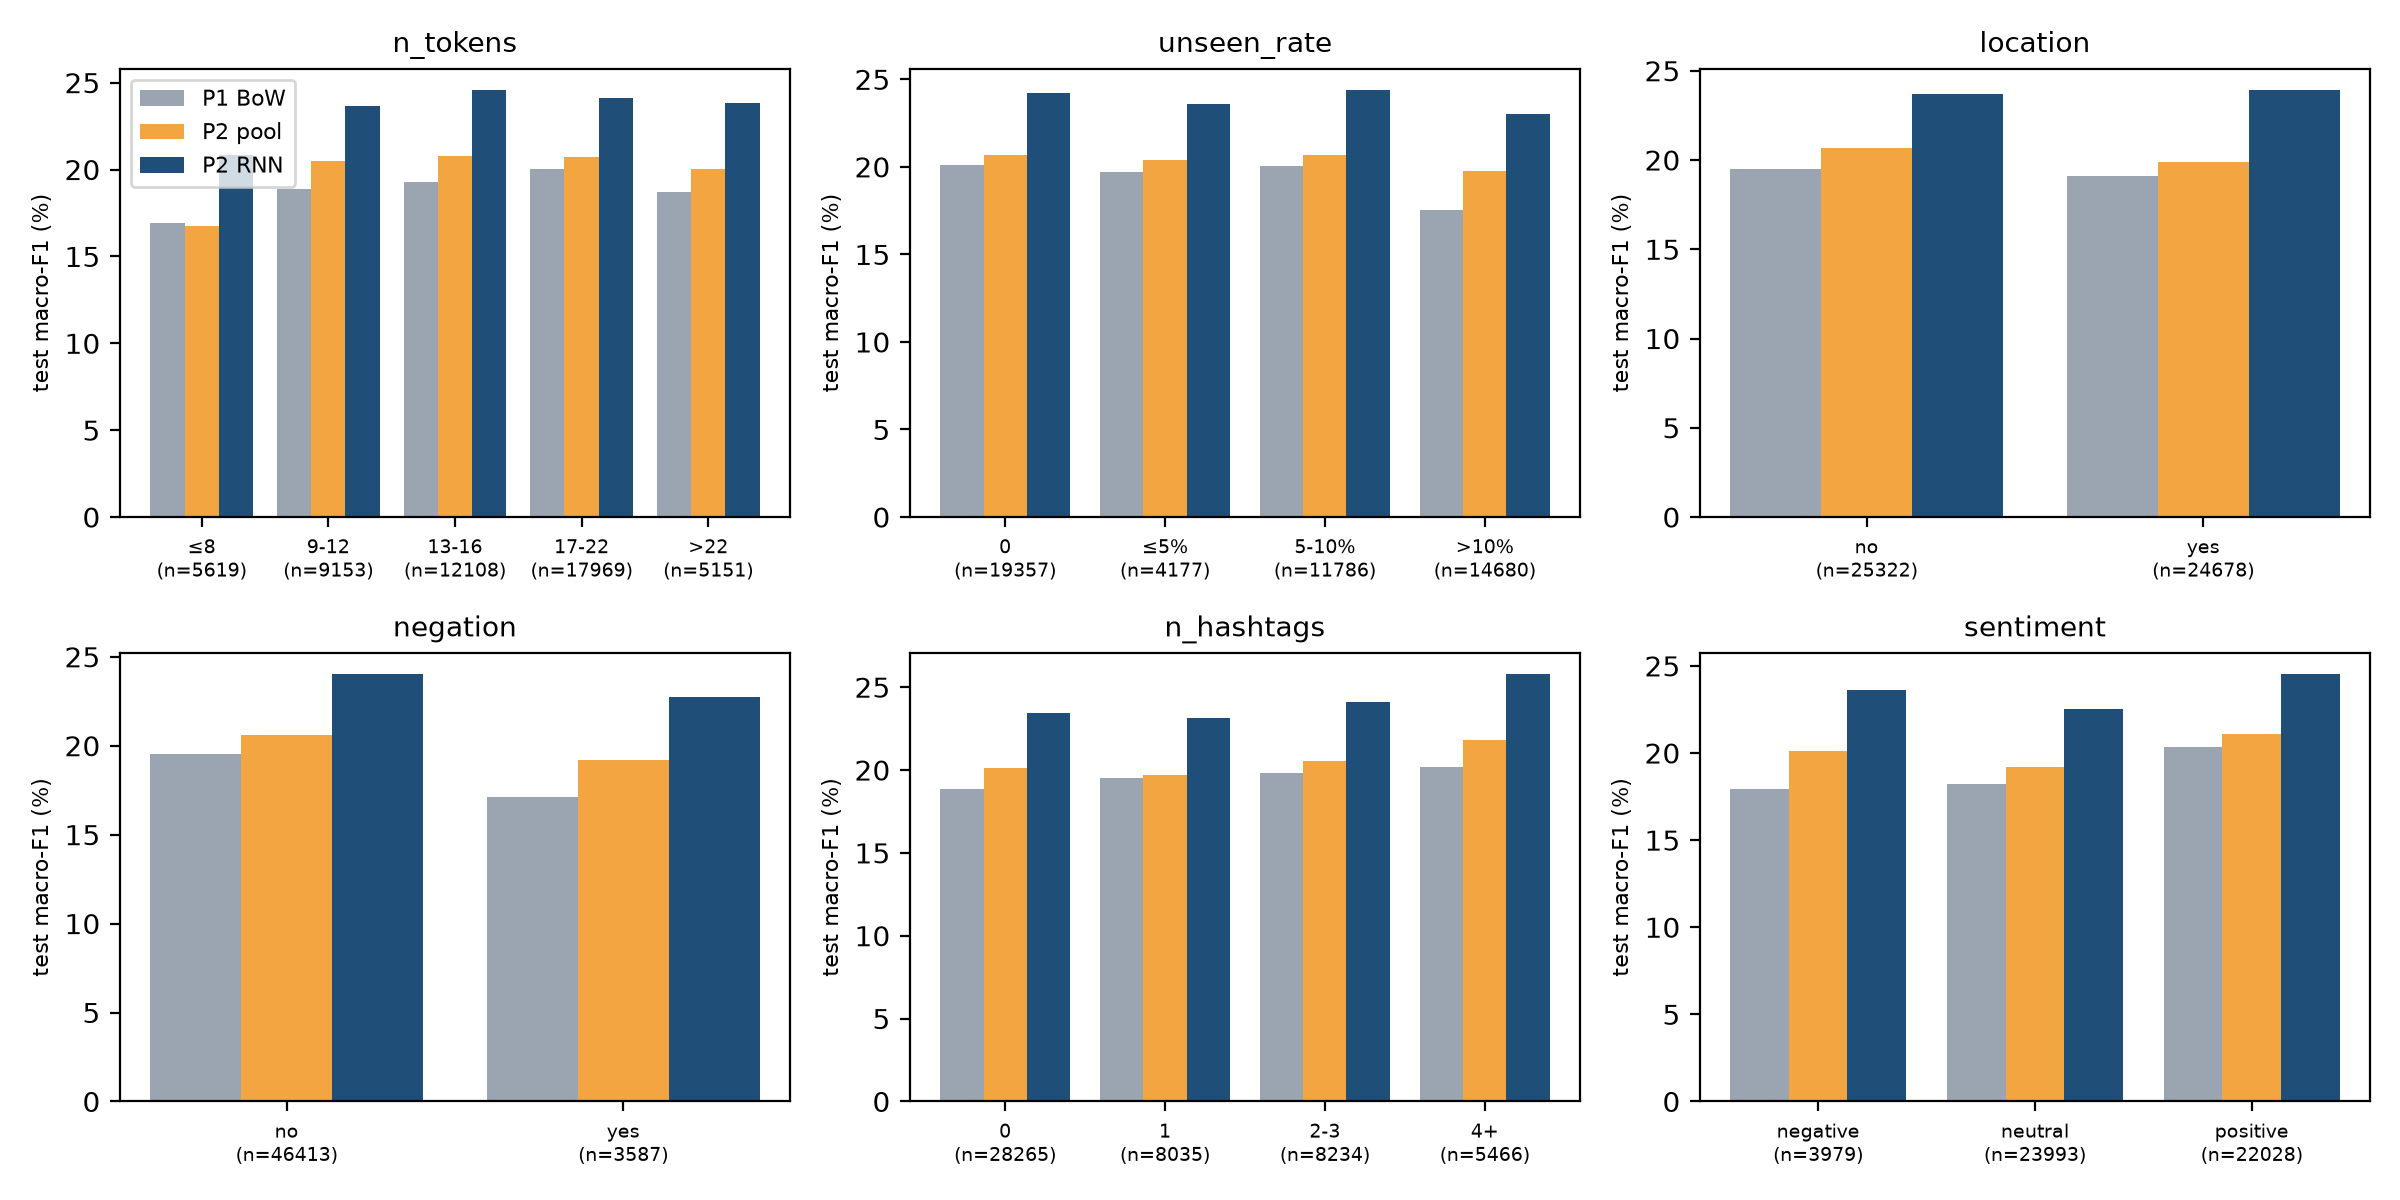 n_tokens
unseen_rate
location
P1 BoW
P2 pool
P2 RNN
test macro-F1 (%)
25
20
15
10
5
0
≤8 9-12 13-16 17-22 >22
(n=5619) (n=9153) (n=12108) (n=17969) (n=5151)
test macro-F1 (%)
25
20
15
10
5
0
0 ≤5% 5-10% >10%
(n=19357) (n=4177) (n=11786) (n=14680)
test macro-F1 (%)
25
20
15
10
5
0
no yes
(n=25322) (n=24678)
negation
n_hashtags
sentiment
test macro-F1 (%)
25
20
15
10
5
0
no yes
(n=46413) (n=3587)
test macro-F1 (%)
25
20
15
10
5
0
0 1 2-3 4+
(n=28265) (n=8035) (n=8234) (n=5466)
test macro-F1 (%)
25
20
15
10
5
0
negative neutral positive
(n=3979) (n=23993) (n=22028)